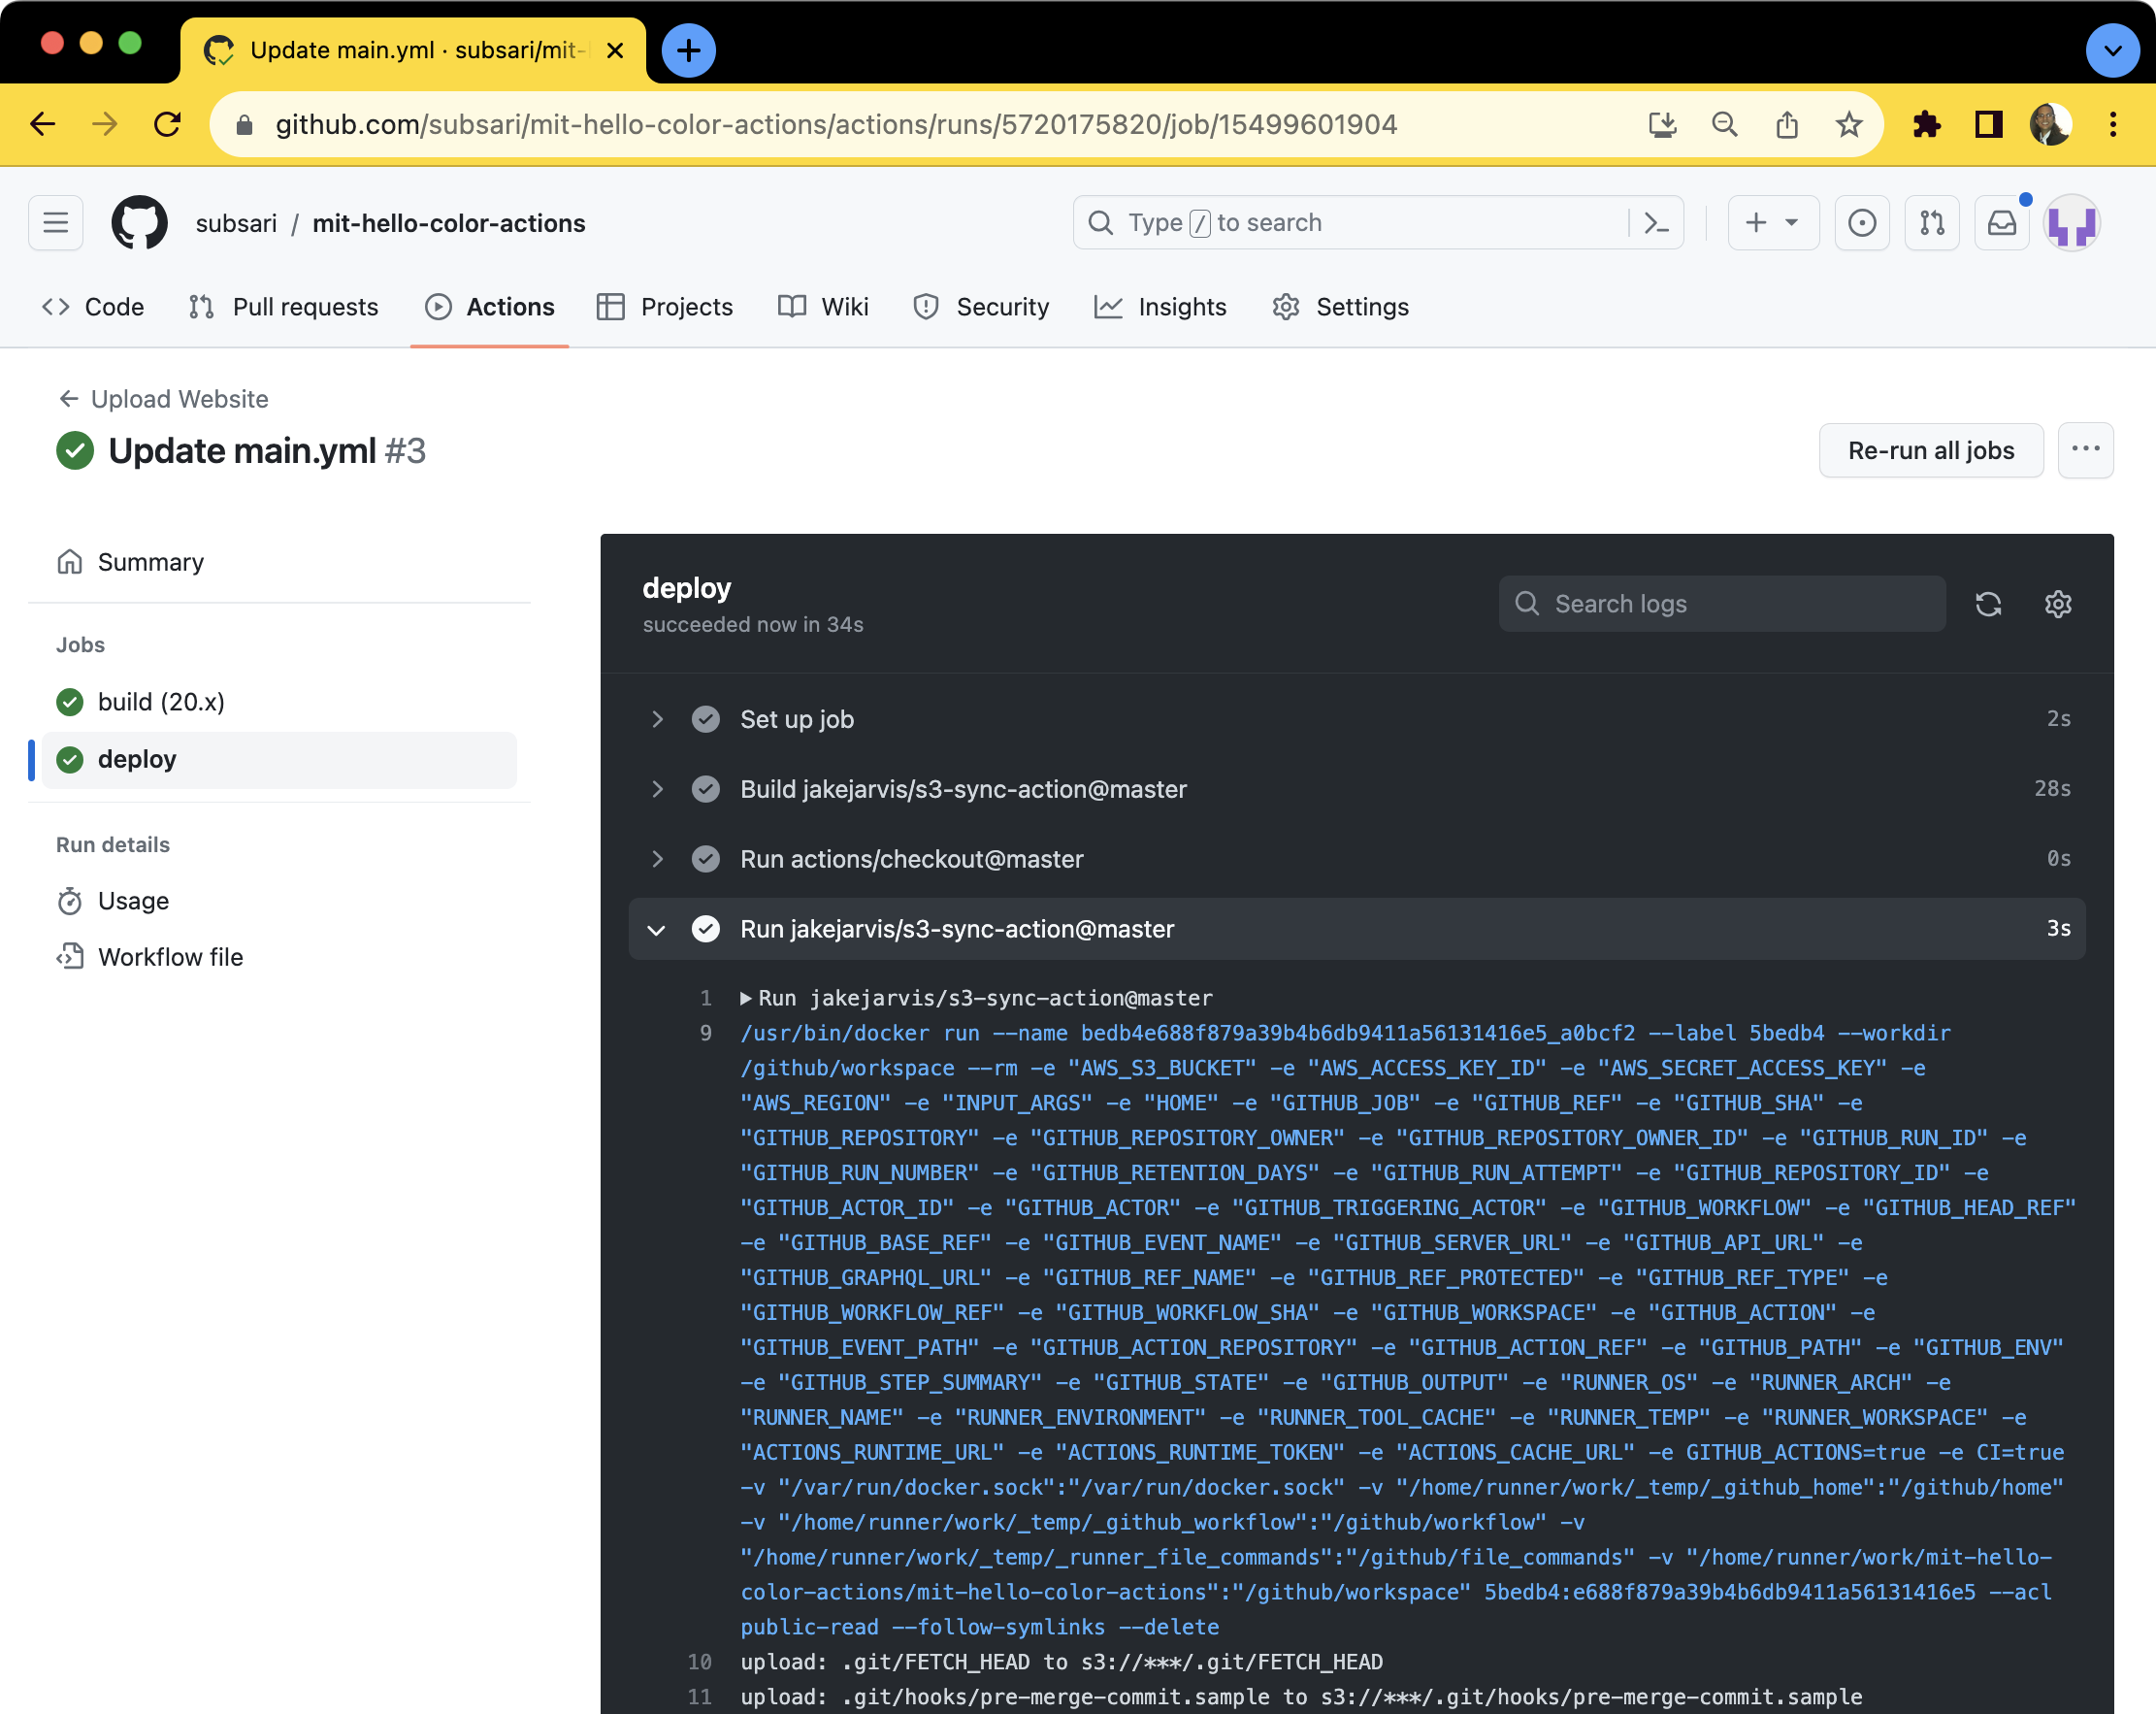 Update main.yml · subsari/mit-
github.com/subsari/mit-hello-color-actions/actions/runs/5720175820/job/15499601904
subsari / mit-hello-color-actions
Type / to search
Code Pull requests Actions Projects Wiki Security Insights Settings
← Upload Website
Update main.yml #3
Re-run all jobs
Summary
Jobs
build (20.x)
deploy
Run details
Usage
Workflow file
deploy
succeeded now in 34s
Search logs
Set up job 2s
Build jakejarvis/s3-sync-action@master 28s
Run actions/checkout@master 0s
Run jakejarvis/s3-sync-action@master 3s
1 ▶Run jakejarvis/s3-sync-action@master
9 /usr/bin/docker run --name bedb4e688f879a39b4b6db9411a56131416e5_a0bcf2 --label 5bedb4 --workdir
/github/workspace --rm -e "AWS_S3_BUCKET" -e "AWS_ACCESS_KEY_ID" -e "AWS_SECRET_ACCESS_KEY" -e
"AWS_REGION" -e "INPUT_ARGS" -e "HOME" -e "GITHUB_JOB" -e "GITHUB_REF" -e "GITHUB_SHA" -e
"GITHUB_REPOSITORY" -e "GITHUB_REPOSITORY_OWNER" -e "GITHUB_REPOSITORY_OWNER_ID" -e "GITHUB_RUN_ID" -e
"GITHUB_RUN_NUMBER" -e "GITHUB_RETENTION_DAYS" -e "GITHUB_RUN_ATTEMPT" -e "GITHUB_REPOSITORY_ID" -e
"GITHUB_ACTOR_ID" -e "GITHUB_ACTOR" -e "GITHUB_TRIGGERING_ACTOR" -e "GITHUB_WORKFLOW" -e "GITHUB_HEAD_REF"
-e "GITHUB_BASE_REF" -e "GITHUB_EVENT_NAME" -e "GITHUB_SERVER_URL" -e "GITHUB_API_URL" -e
"GITHUB_GRAPHQL_URL" -e "GITHUB_REF_NAME" -e "GITHUB_REF_PROTECTED" -e "GITHUB_REF_TYPE" -e
"GITHUB_WORKFLOW_REF" -e "GITHUB_WORKFLOW_SHA" -e "GITHUB_WORKSPACE" -e "GITHUB_ACTION" -e
"GITHUB_EVENT_PATH" -e "GITHUB_ACTION_REPOSITORY" -e "GITHUB_ACTION_REF" -e "GITHUB_PATH" -e "GITHUB_ENV"
-e "GITHUB_STEP_SUMMARY" -e "GITHUB_STATE" -e "GITHUB_OUTPUT" -e "RUNNER_OS" -e "RUNNER_ARCH" -e
"RUNNER_NAME" -e "RUNNER_ENVIRONMENT" -e "RUNNER_TOOL_CACHE" -e "RUNNER_TEMP" -e "RUNNER_WORKSPACE" -e
"ACTIONS_RUNTIME_URL" -e "ACTIONS_RUNTIME_TOKEN" -e "ACTIONS_CACHE_URL" -e GITHUB_ACTIONS=true -e CI=true
-v "/var/run/docker.sock":"/var/run/docker.sock" -v "/home/runner/work/_temp/_github_home":"/github/home"
-v "/home/runner/work/_temp/_github_workflow":"/github/workflow" -v
"/home/runner/work/_temp/_runner_file_commands":"/github/file_commands" -v "/home/runner/work/mit-hello-
color-actions/mit-hello-color-actions":"/github/workspace" 5bedb4:e688f879a39b4b6db9411a56131416e5 --acl
public-read --follow-symlinks --delete
10 upload: .git/FETCH_HEAD to s3://***/.git/FETCH_HEAD
11 upload: .git/hooks/pre-merge-commit.sample to s3://***/.git/hooks/pre-merge-commit.sample